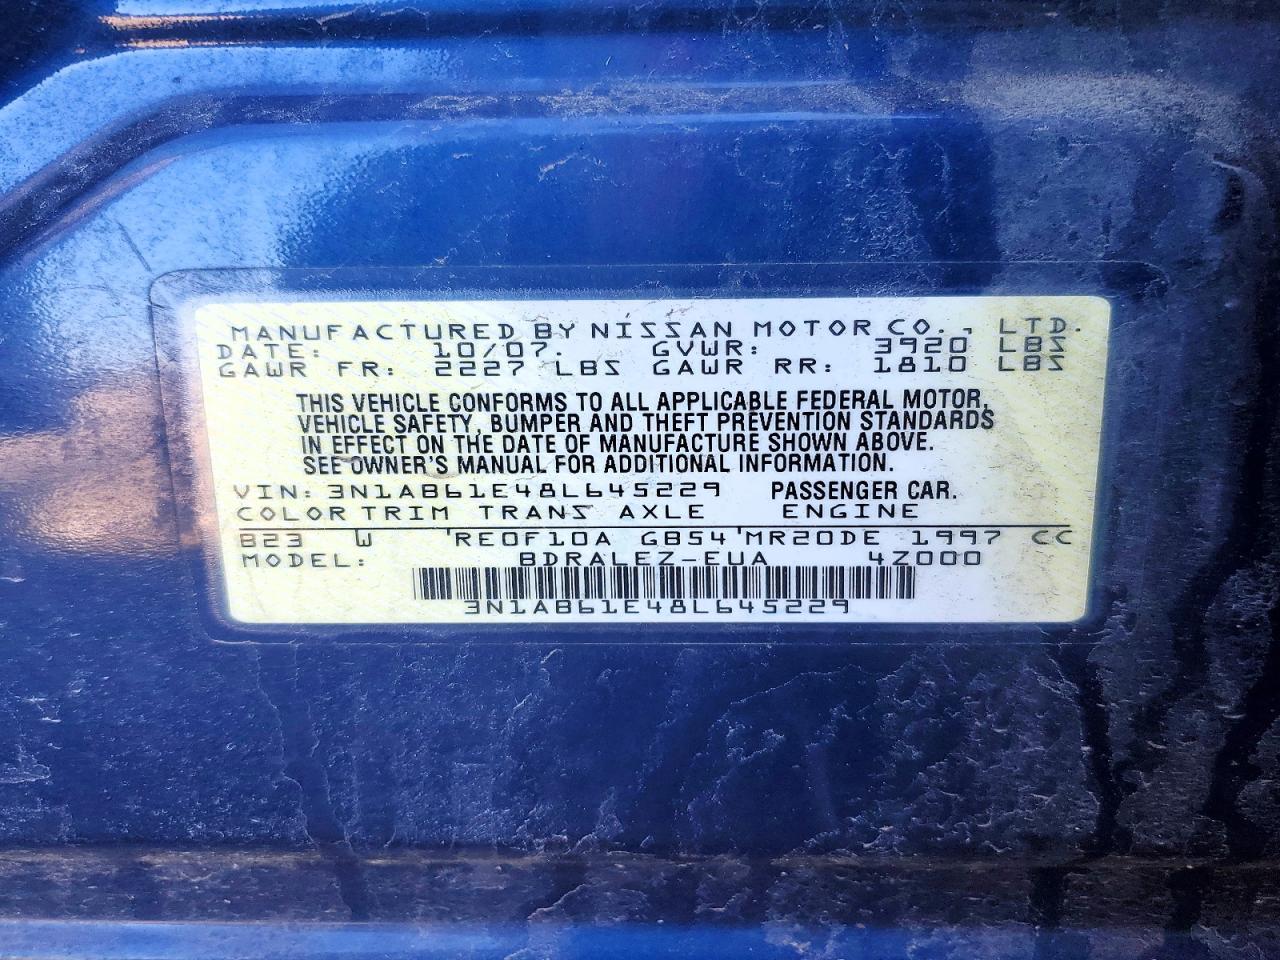 MANUFACTURED BY NISSAN MOTOR CO., LTD.
DATE: 10/07. GVWR: 3920 LBS
GAWR FR: 2227 LBS GAWR RR: 1810 LBS
THIS VEHICLE CONFORMS TO ALL APPLICABLE FEDERAL MOTOR
VEHICLE SAFETY, BUMPER AND THEFT PREVENTION STANDARDS
IN EFFECT ON THE DATE OF MANUFACTURE SHOWN ABOVE.
SEE OWNER'S MANUAL FOR ADDITIONAL INFORMATION.
VIN: 3N1AB61E48L645229 PASSENGER CAR.
COLOR TRIM TRANS AXLE ENGINE
B23 W 'RE0F10A GB54'MR20DE 1997 CC
MODEL: BDRALEZ-EUA 4Z000
3N1AB61E48L645229